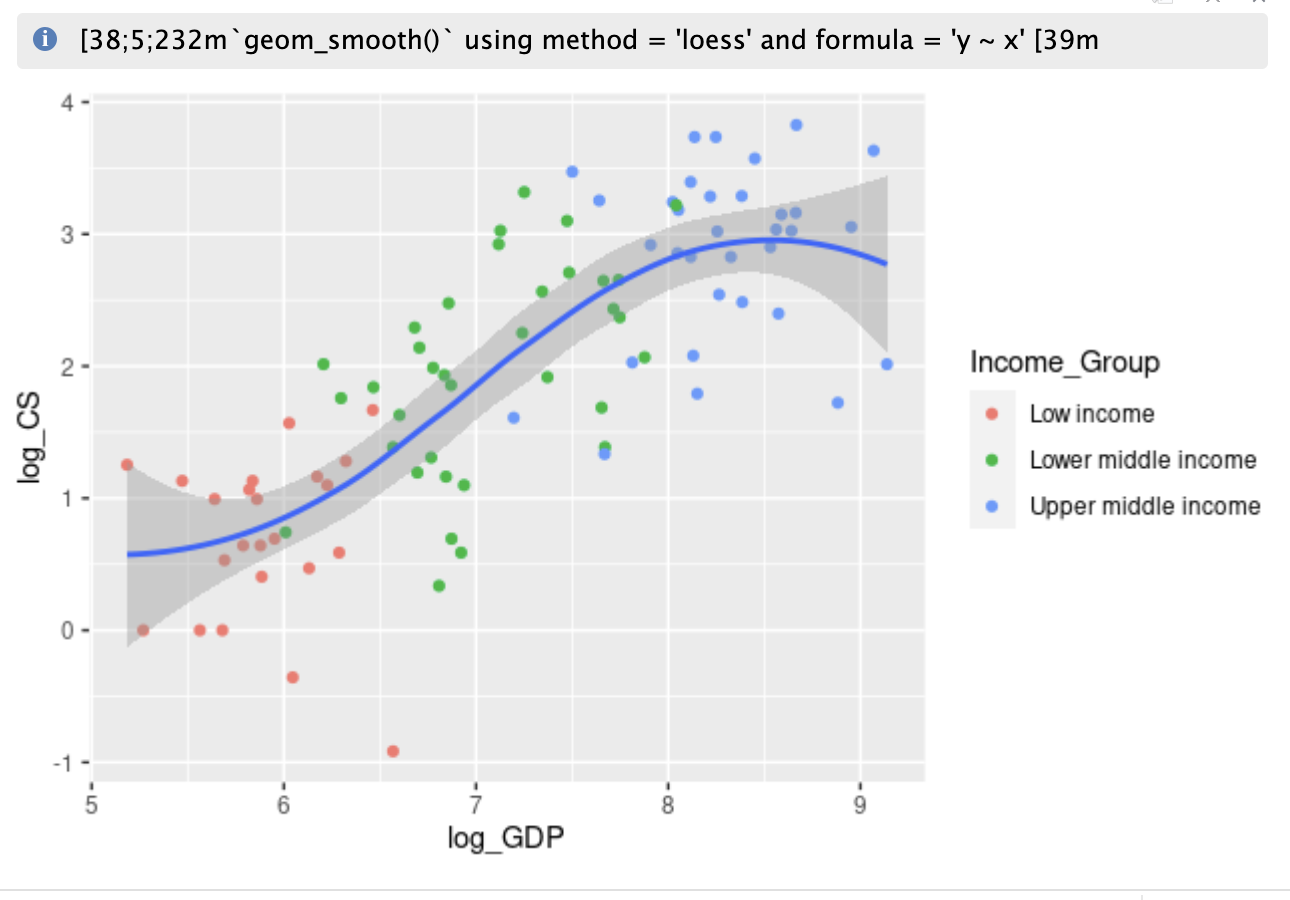 [38;5;232m`geom_smooth()` using method = 'loess' and formula = 'y ~ x' [39m
4
3
2
1
0
-1
log_CS
5 6 7 8 9
log_GDP
Income_Group
Low income
Lower middle income
Upper middle income